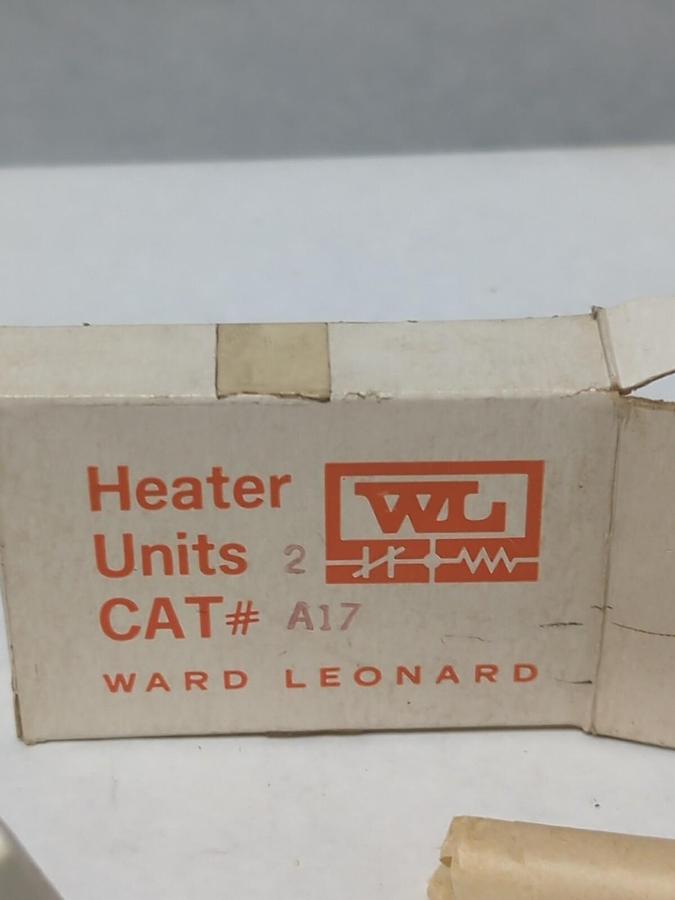 Heater
WL
Units 2
CAT# A17
WARD LEONARD